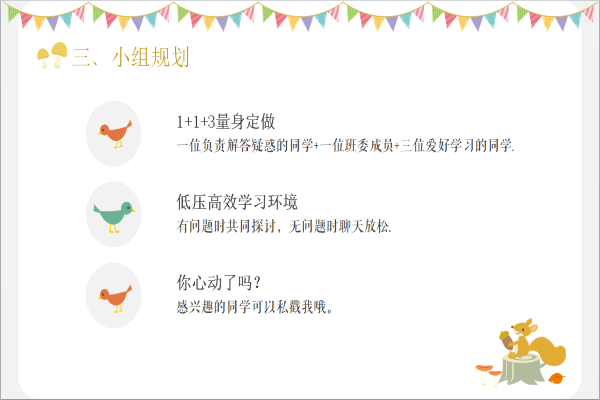 三、小组规划
1+1+3量身定做
一位负责解答疑惑的同学+一位班委成员+三位爱好学习的同学.
低压高效学习环境
有问题时共同探讨，无问题时聊天放松.
你心动了吗？
感兴趣的同学可以私戳我哦。